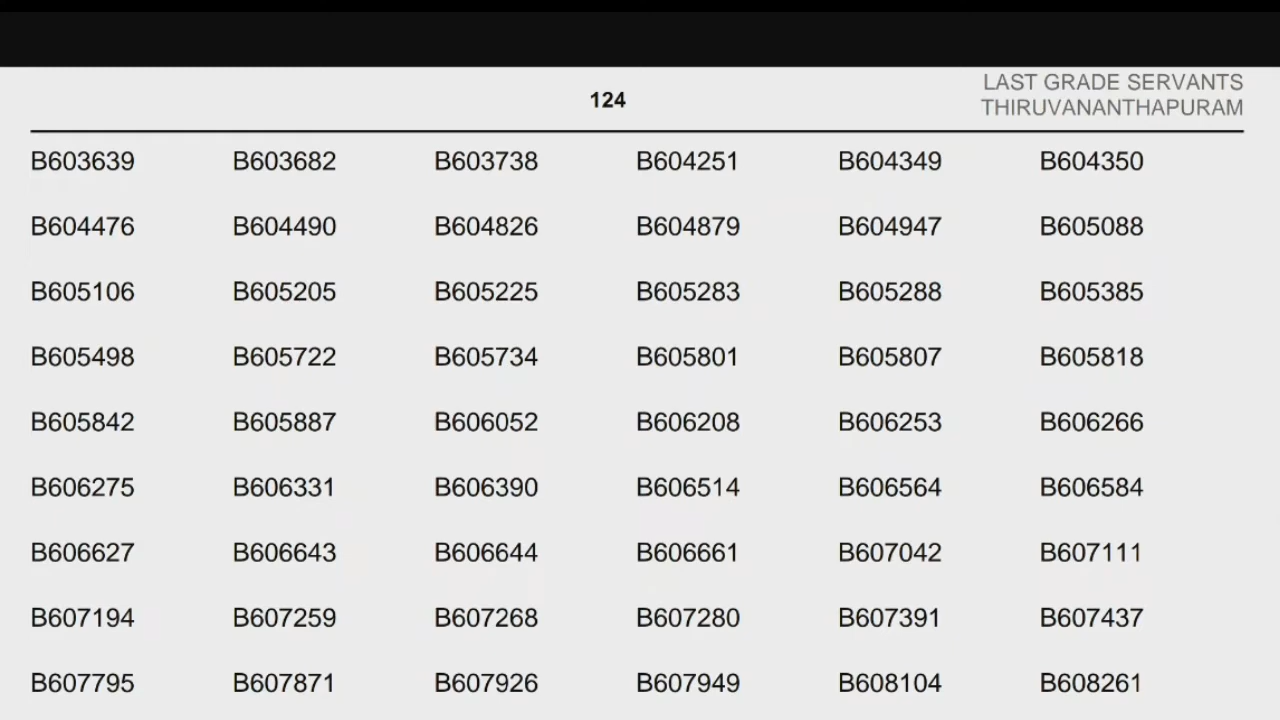 124
LAST GRADE SERVANTS
THIRUVANANTHAPURAM
B603639 B603682 B603738 B604251 B604349 B604350
B604476 B604490 B604826 B604879 B604947 B605088
B605106 B605205 B605225 B605283 B605288 B605385
B605498 B605722 B605734 B605801 B605807 B605818
B605842 B605887 B606052 B606208 B606253 B606266
B606275 B606331 B606390 B606514 B606564 B606584
B606627 B606643 B606644 B606661 B607042 B607111
B607194 B607259 B607268 B607280 B607391 B607437
B607795 B607871 B607926 B607949 B608104 B608261